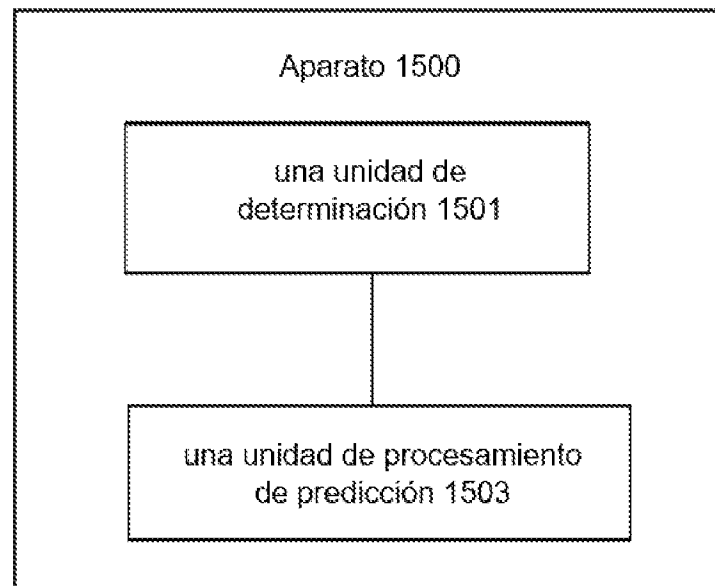 Aparato 1500
una unidad de
determinación 1501
una unidad de procesamiento
de predicción 1503